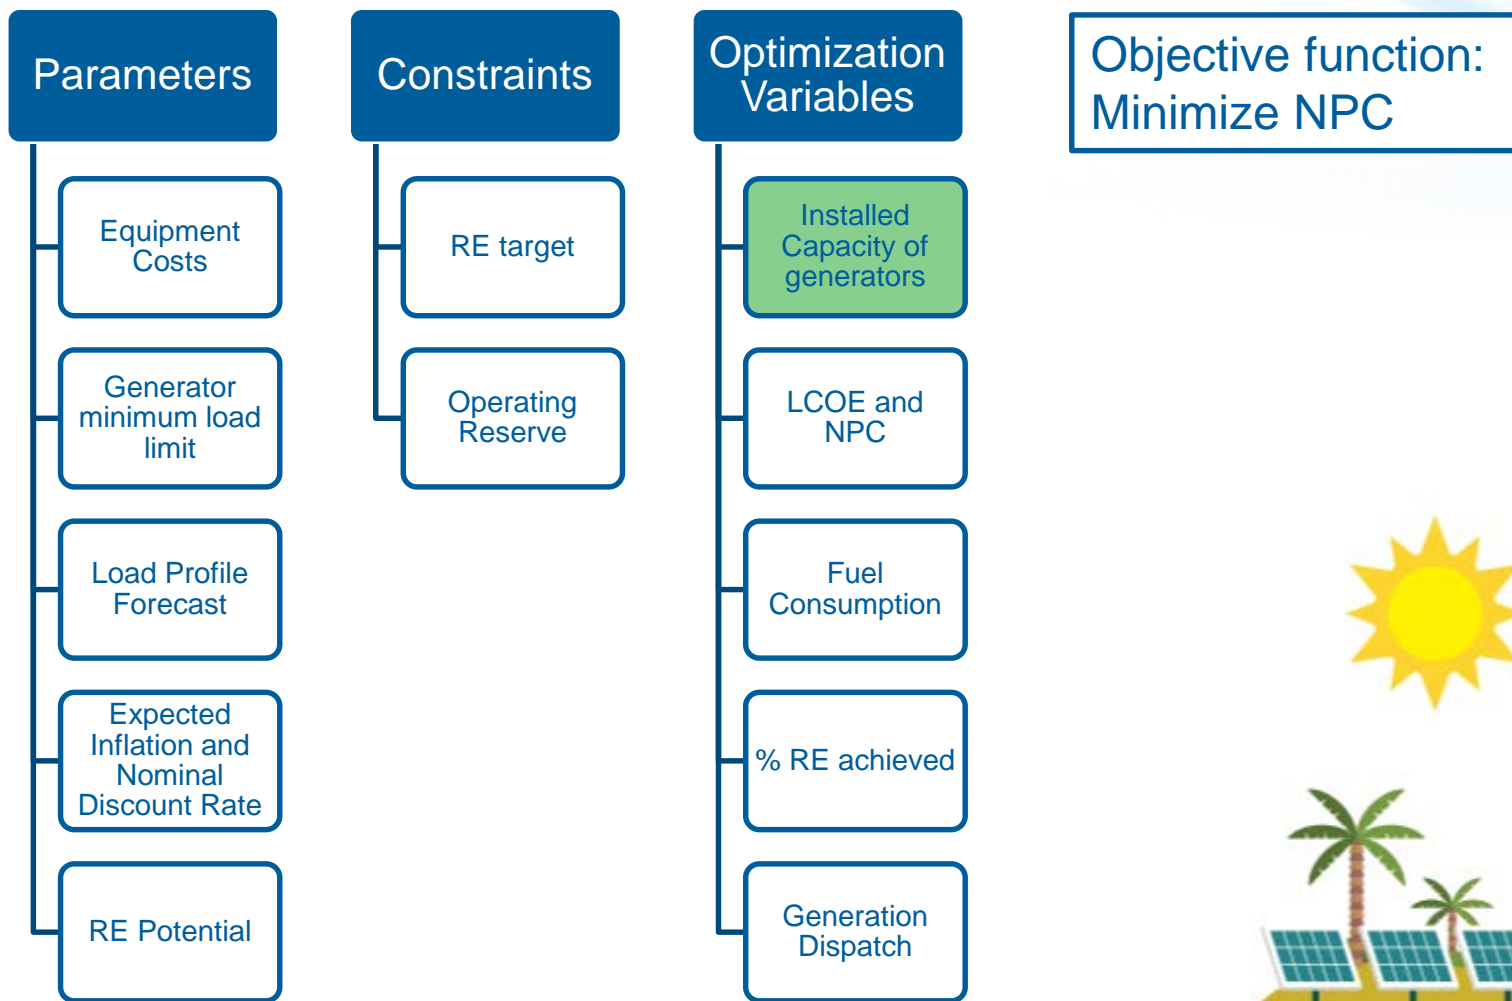 Parameters
Equipment
Costs
Generator
minimum load
limit
Load Profile
Forecast
Expected
Inflation and
Nominal
Discount Rate
RE Potential
Constraints
RE target
Operating
Reserve
Optimization
Variables
Installed
Capacity of
generators
LCOE and
NPC
Fuel
Consumption
% RE achieved
Generation
Dispatch
Objective function:
Minimize NPC